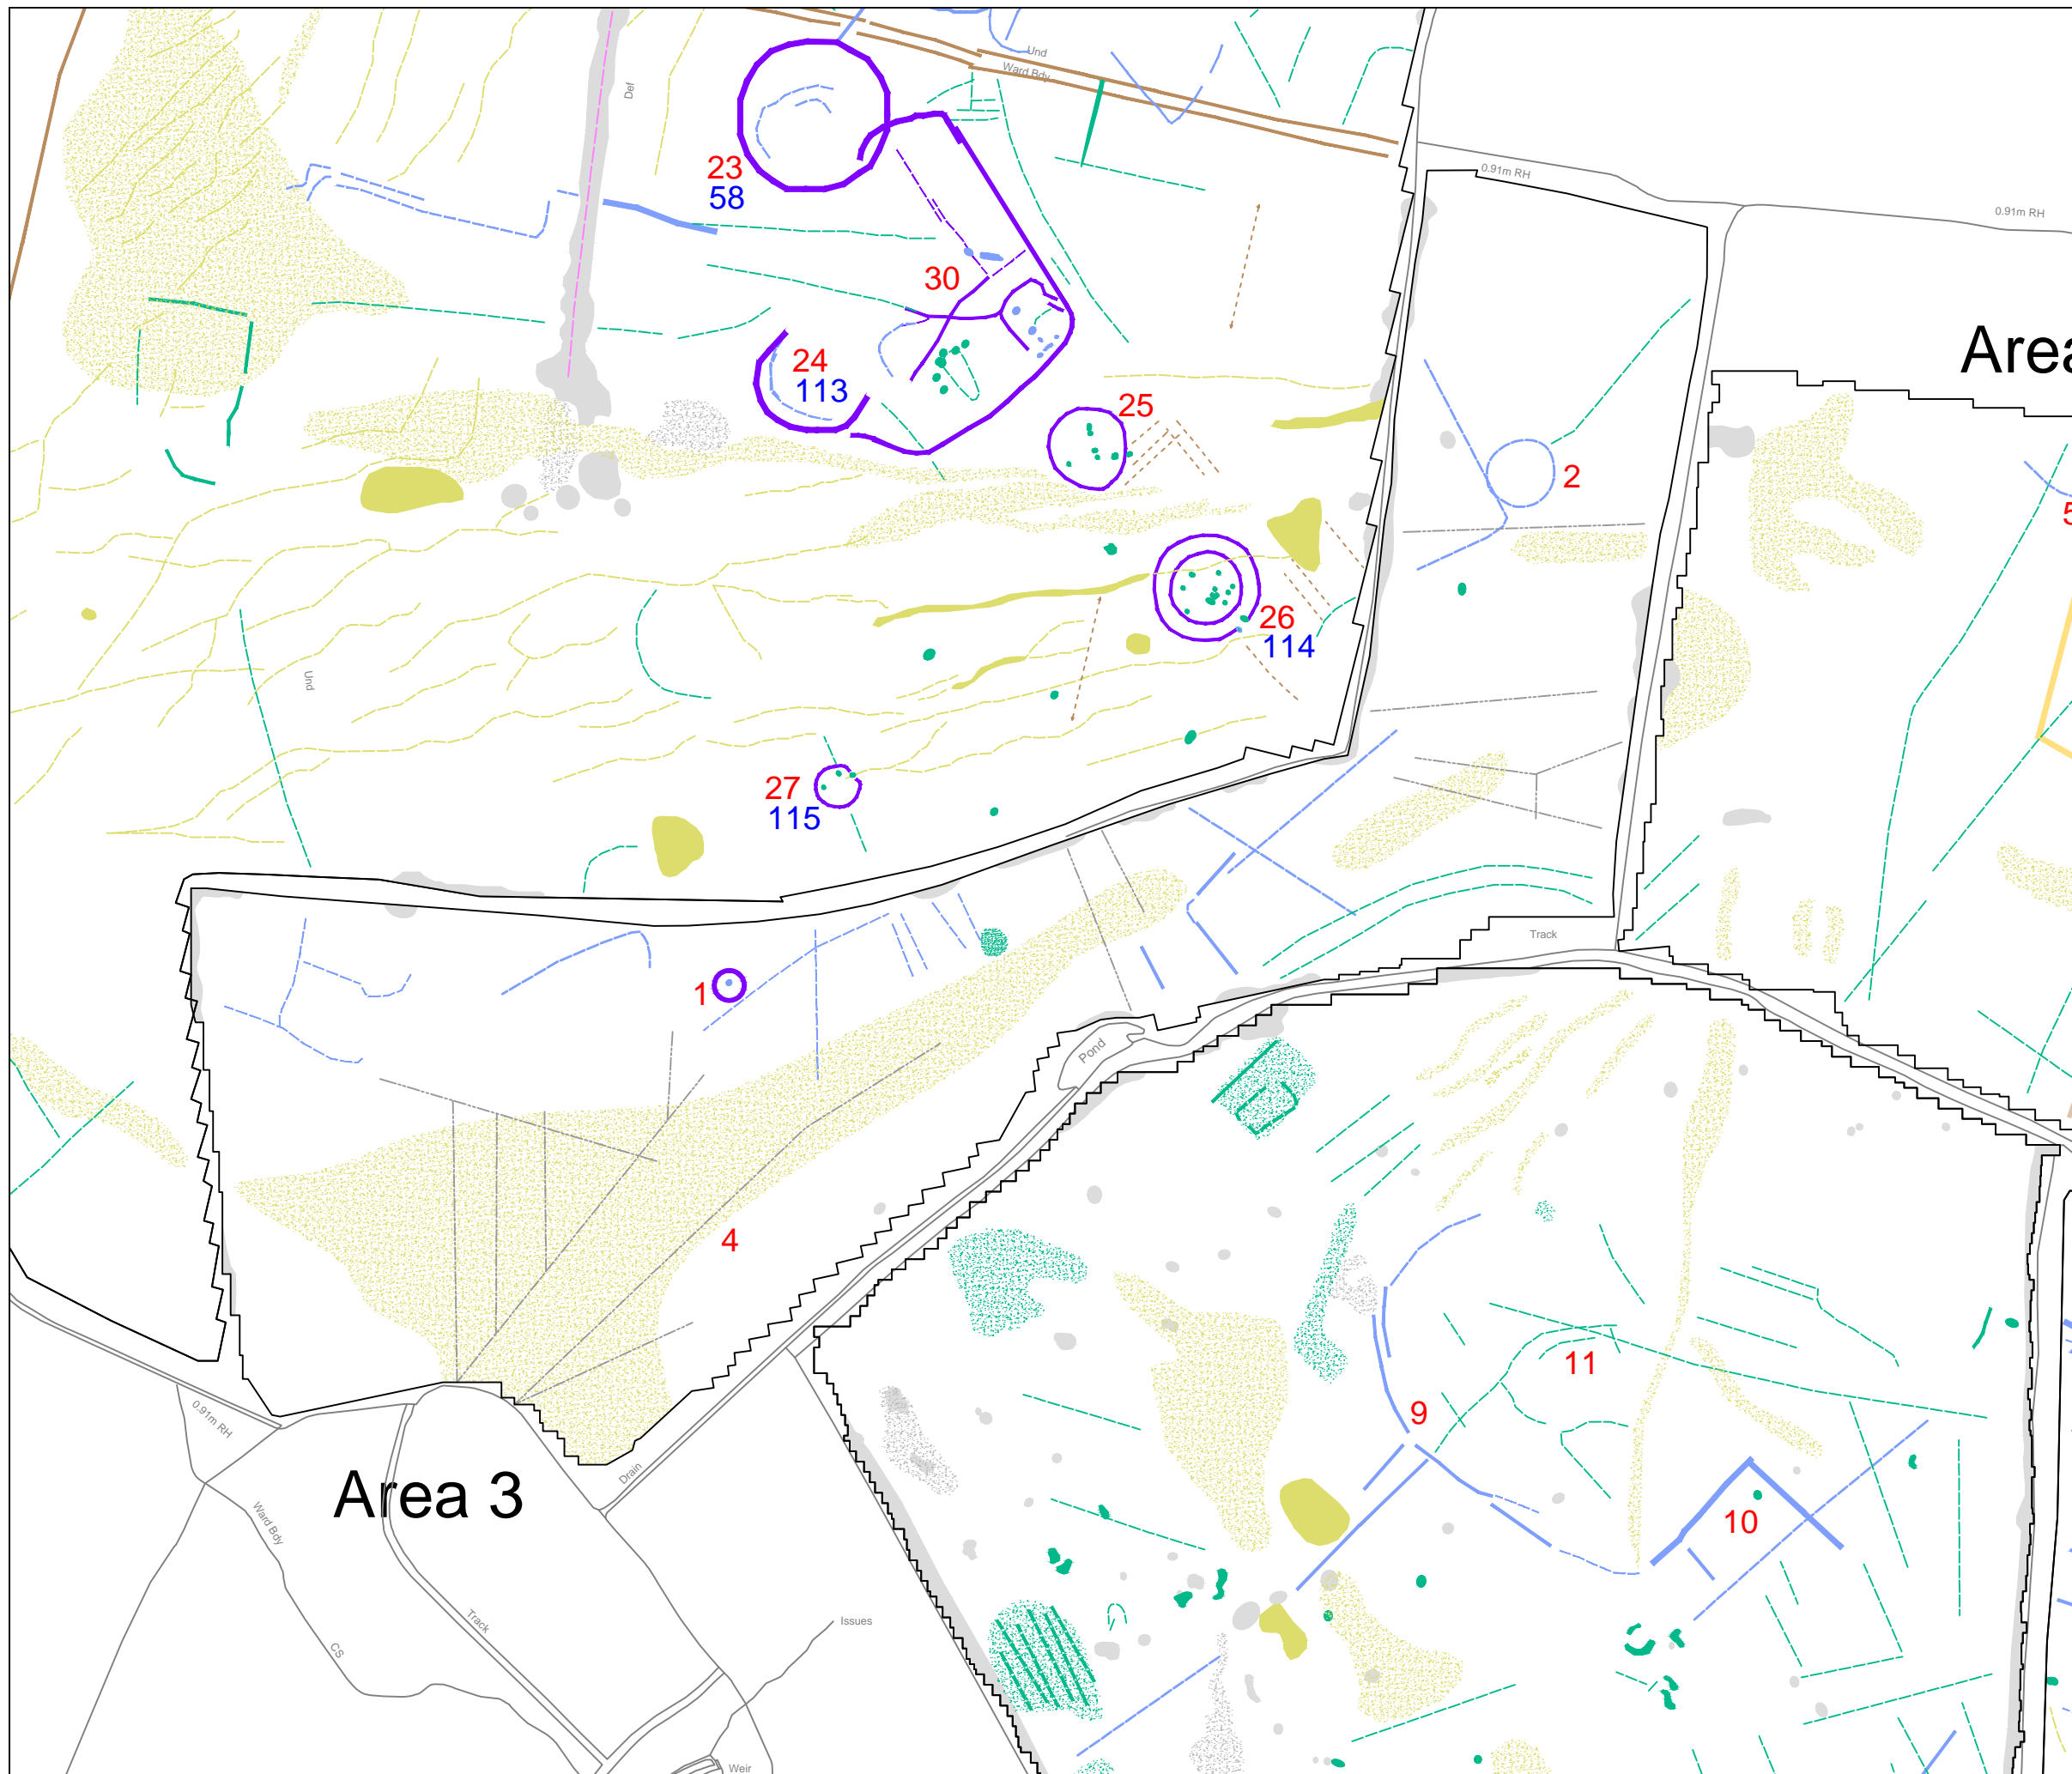 Und
Ward Bdy
Def
23
58
0.91m RH
0.91m RH
30
Area
24
113
25
2
5
26
114
Und
27
115
Track
1
Pond
4
11
9
0.91m RH
Drain
Area 3
Ward Bdy
10
Track
Issues
CS
Weir